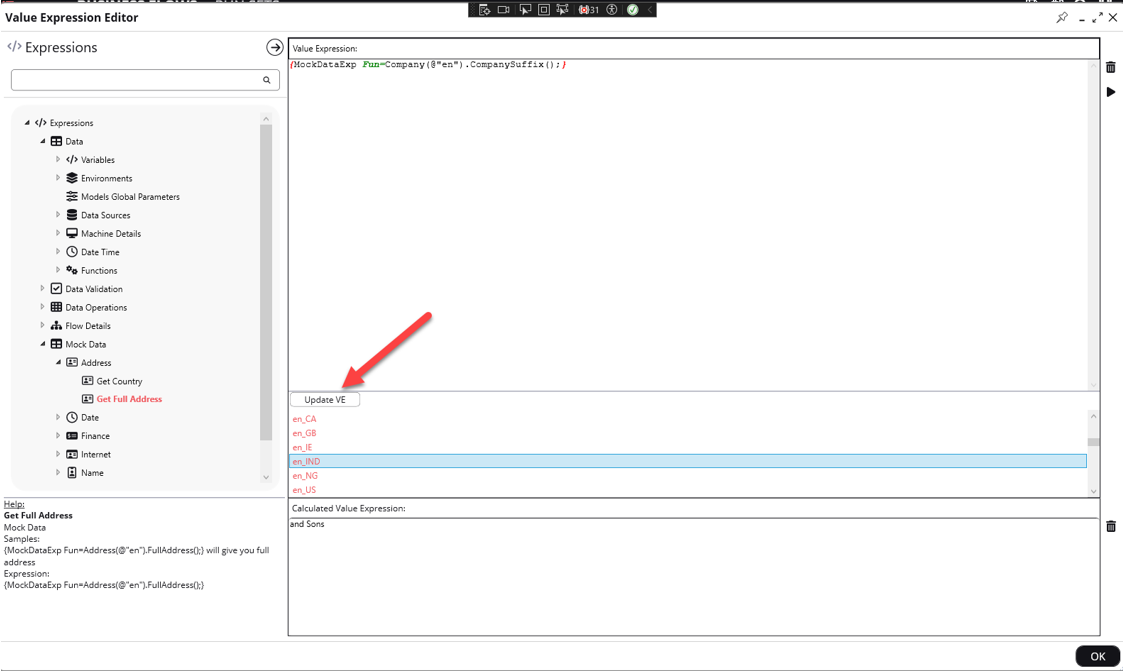 Value Expression Editor
</> Expressions
Value Expression:
{MockDataExp Fun=Company(@"en").CompanySuffix();}
</> Expressions
Data
</> Variables
Environments
Models Global Parameters
Data Sources
Machine Details
Date Time
Functions
Data Validation
Data Operations
Flow Details
Mock Data
Address
Get Country
Get Full Address
Date
Finance
Internet
Name
Update VE
en_CA
en_GB
en_IE
en_IND
en_NG
en_US
Help:
Get Full Address
Mock Data
Samples:
{MockDataExp Fun=Address(@"en").FullAddress();} will give you full
address
Expression:
{MockDataExp Fun=Address(@"en").FullAddress();}
Calculated Value Expression:
and Sons
OK